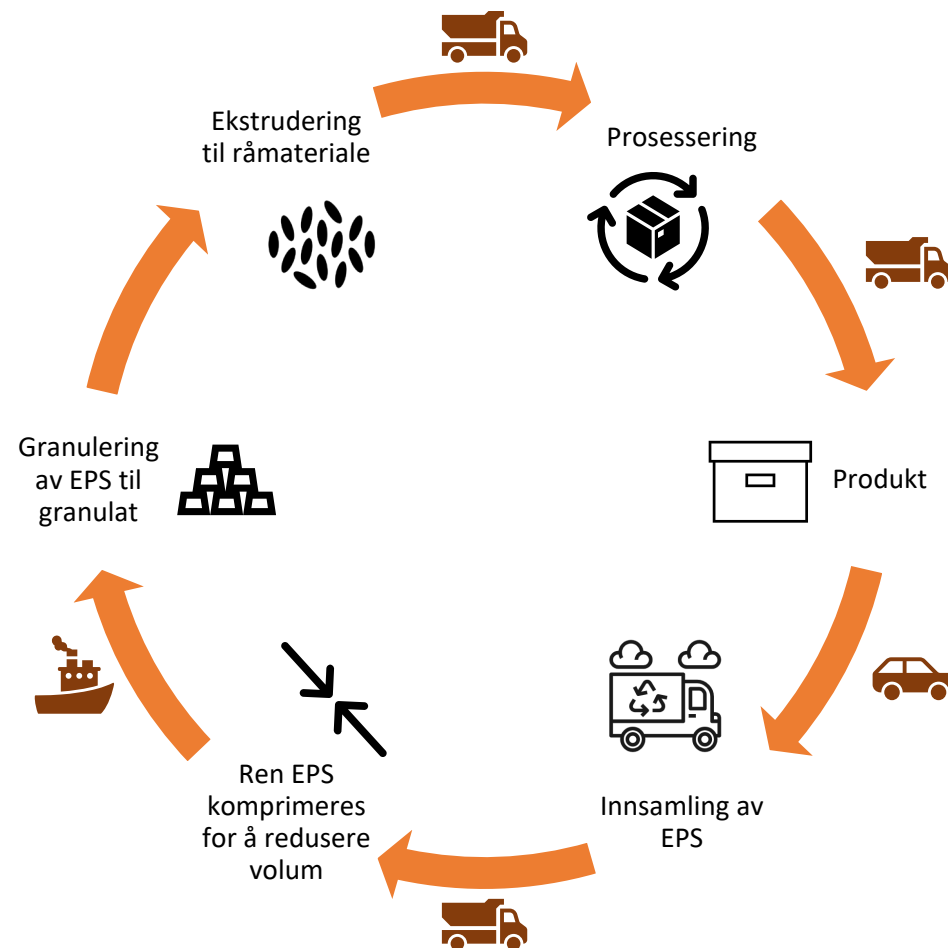 Ekstrudering
til råmateriale
Prosessering
Produkt
Innsamling av
EPS
Ren EPS
komprimeres
for å redusere
volum
Granulering
av EPS til
granulat